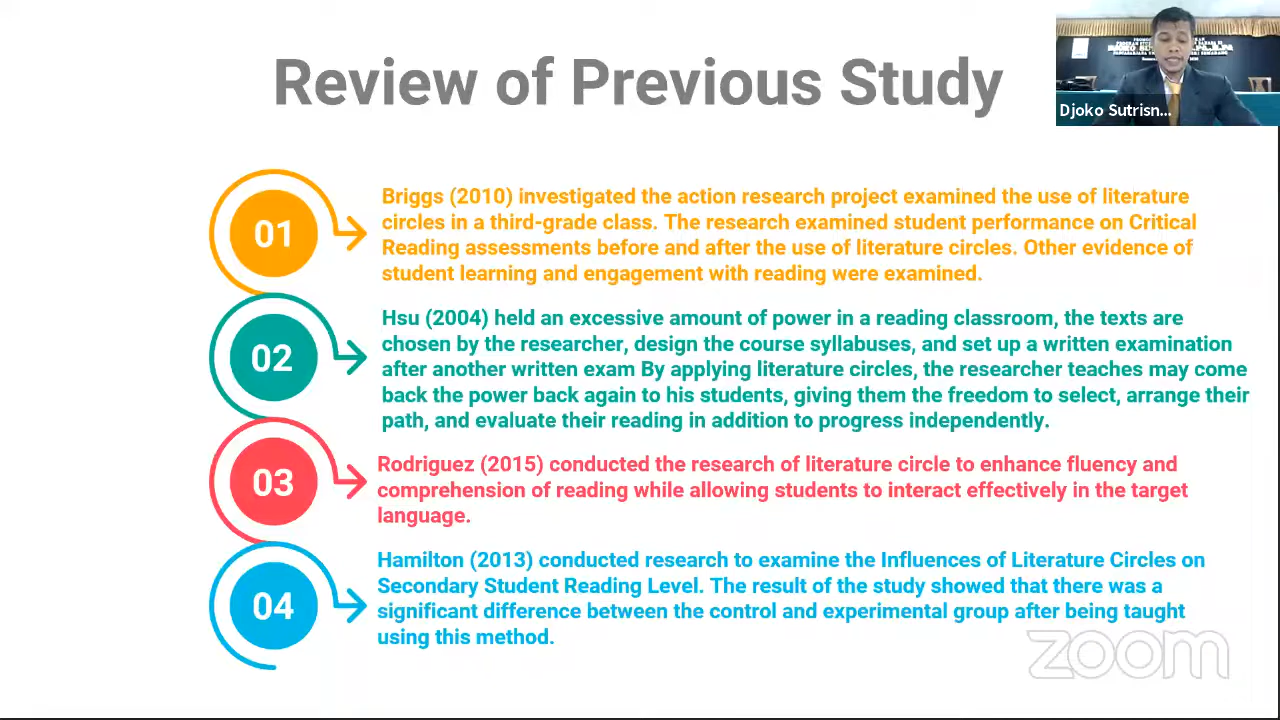 Review of Previous Study
Djoko Sutrisn...
01
Briggs (2010) investigated the action research project examined the use of literature
circles in a third-grade class. The research examined student performance on Critical
Reading assessments before and after the use of literature circles. Other evidence of
student learning and engagement with reading were examined.
02
Hsu (2004) held an excessive amount of power in a reading classroom, the texts are
chosen by the researcher, design the course syllabuses, and set up a written examination
after another written exam By applying literature circles, the researcher teaches may come
back the power back again to his students, giving them the freedom to select, arrange their
path, and evaluate their reading in addition to progress independently.
03
Rodriguez (2015) conducted the research of literature circle to enhance fluency and
comprehension of reading while allowing students to interact effectively in the target
language.
04
Hamilton (2013) conducted research to examine the Influences of Literature Circles on
Secondary Student Reading Level. The result of the study showed that there was a
significant difference between the control and experimental group after being taught
using this method.
zoom